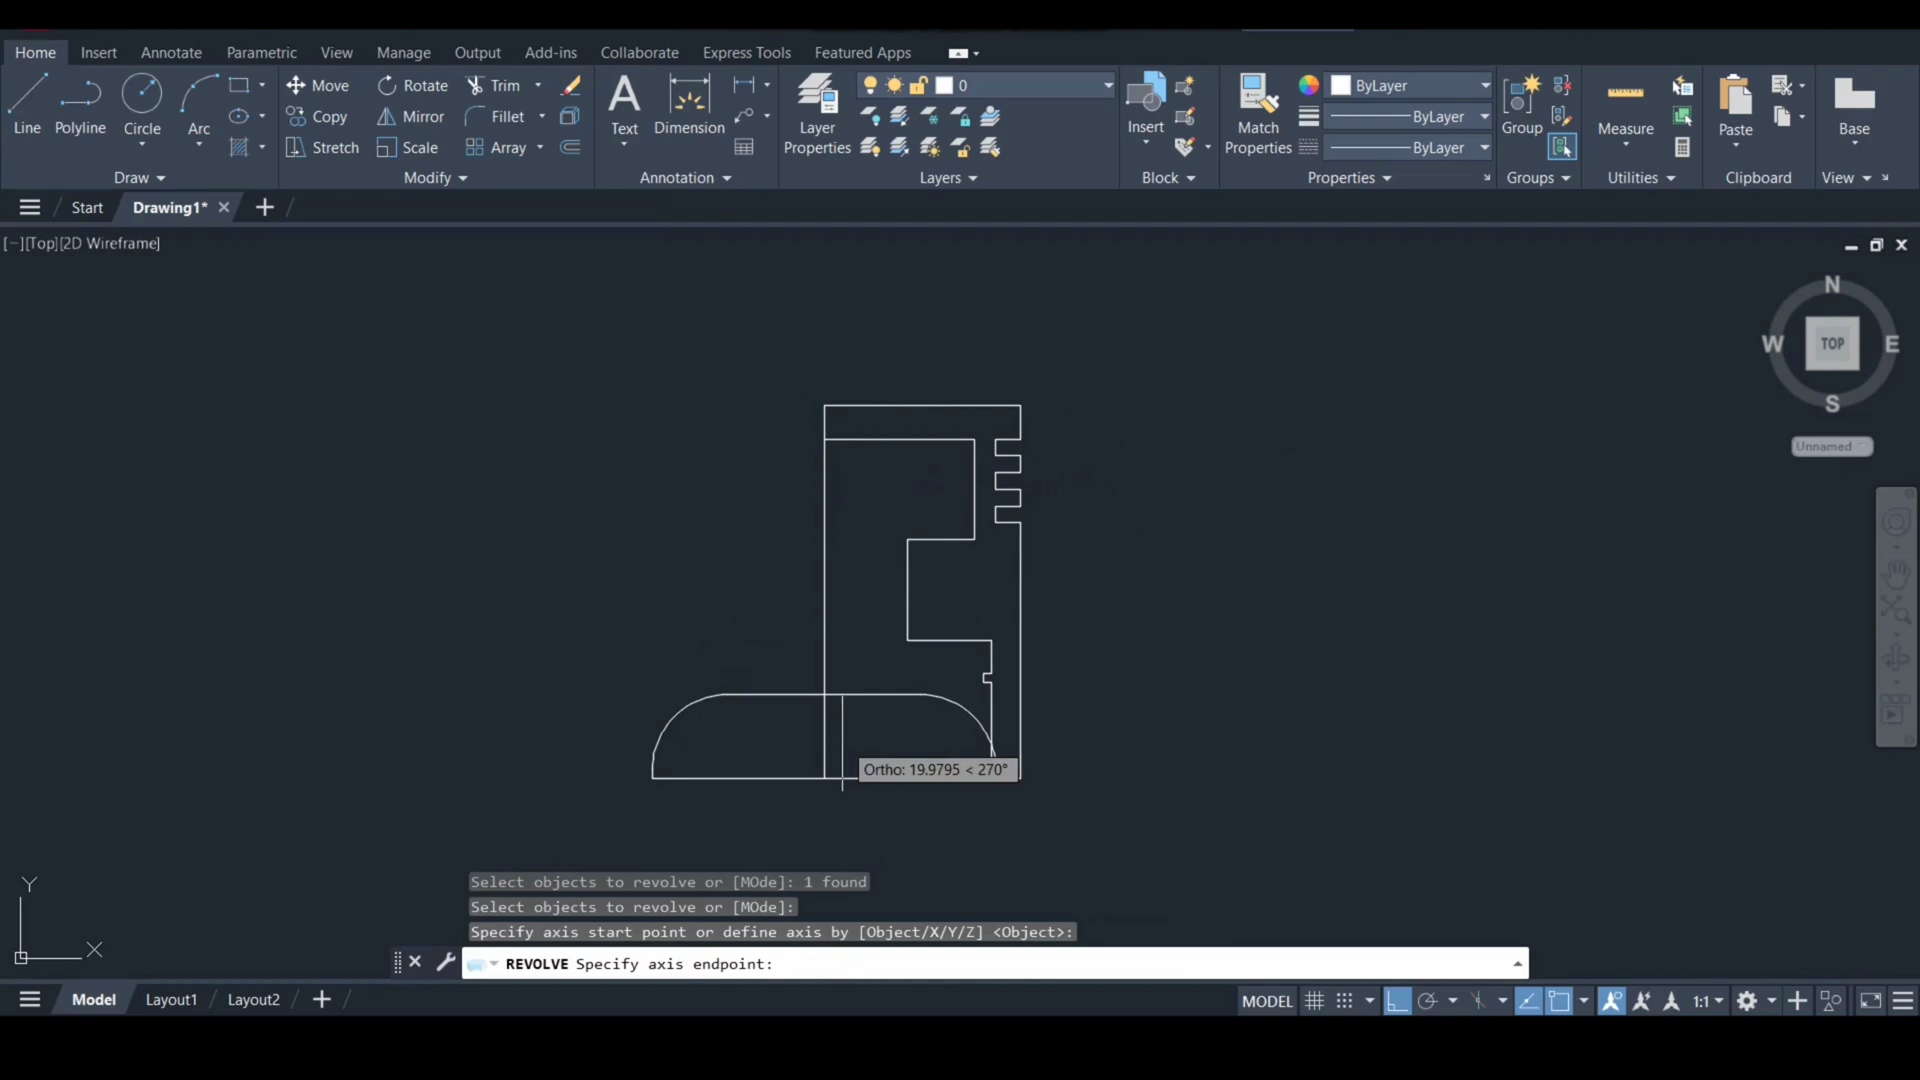 Home Insert Annotate Parametric View Manage Output Add-ins Collaborate Express Tools Featured Apps
Move Rotate Trim 0 ByLayer
Line Polyline Circle Arc Copy Mirror Fillet Text Dimension Layer Properties Insert Match Properties ByLayer Group Measure Paste Base
Stretch Scale Array ByLayer
Draw Modify Annotation Layers Block Properties Groups Utilities Clipboard View
Start Drawing1* 
[−][Top][2D Wireframe]
N
W TOP E
S
Unnamed
Ortho: 19.9795 < 270°
Y
X
Select objects to revolve or [MOde]: 1 found
Select objects to revolve or [MOde]:
Specify axis start point or define axis by [Object/X/Y/Z] <Object>:
REVOLVE Specify axis endpoint:
Model Layout1 Layout2 MODEL 1:1